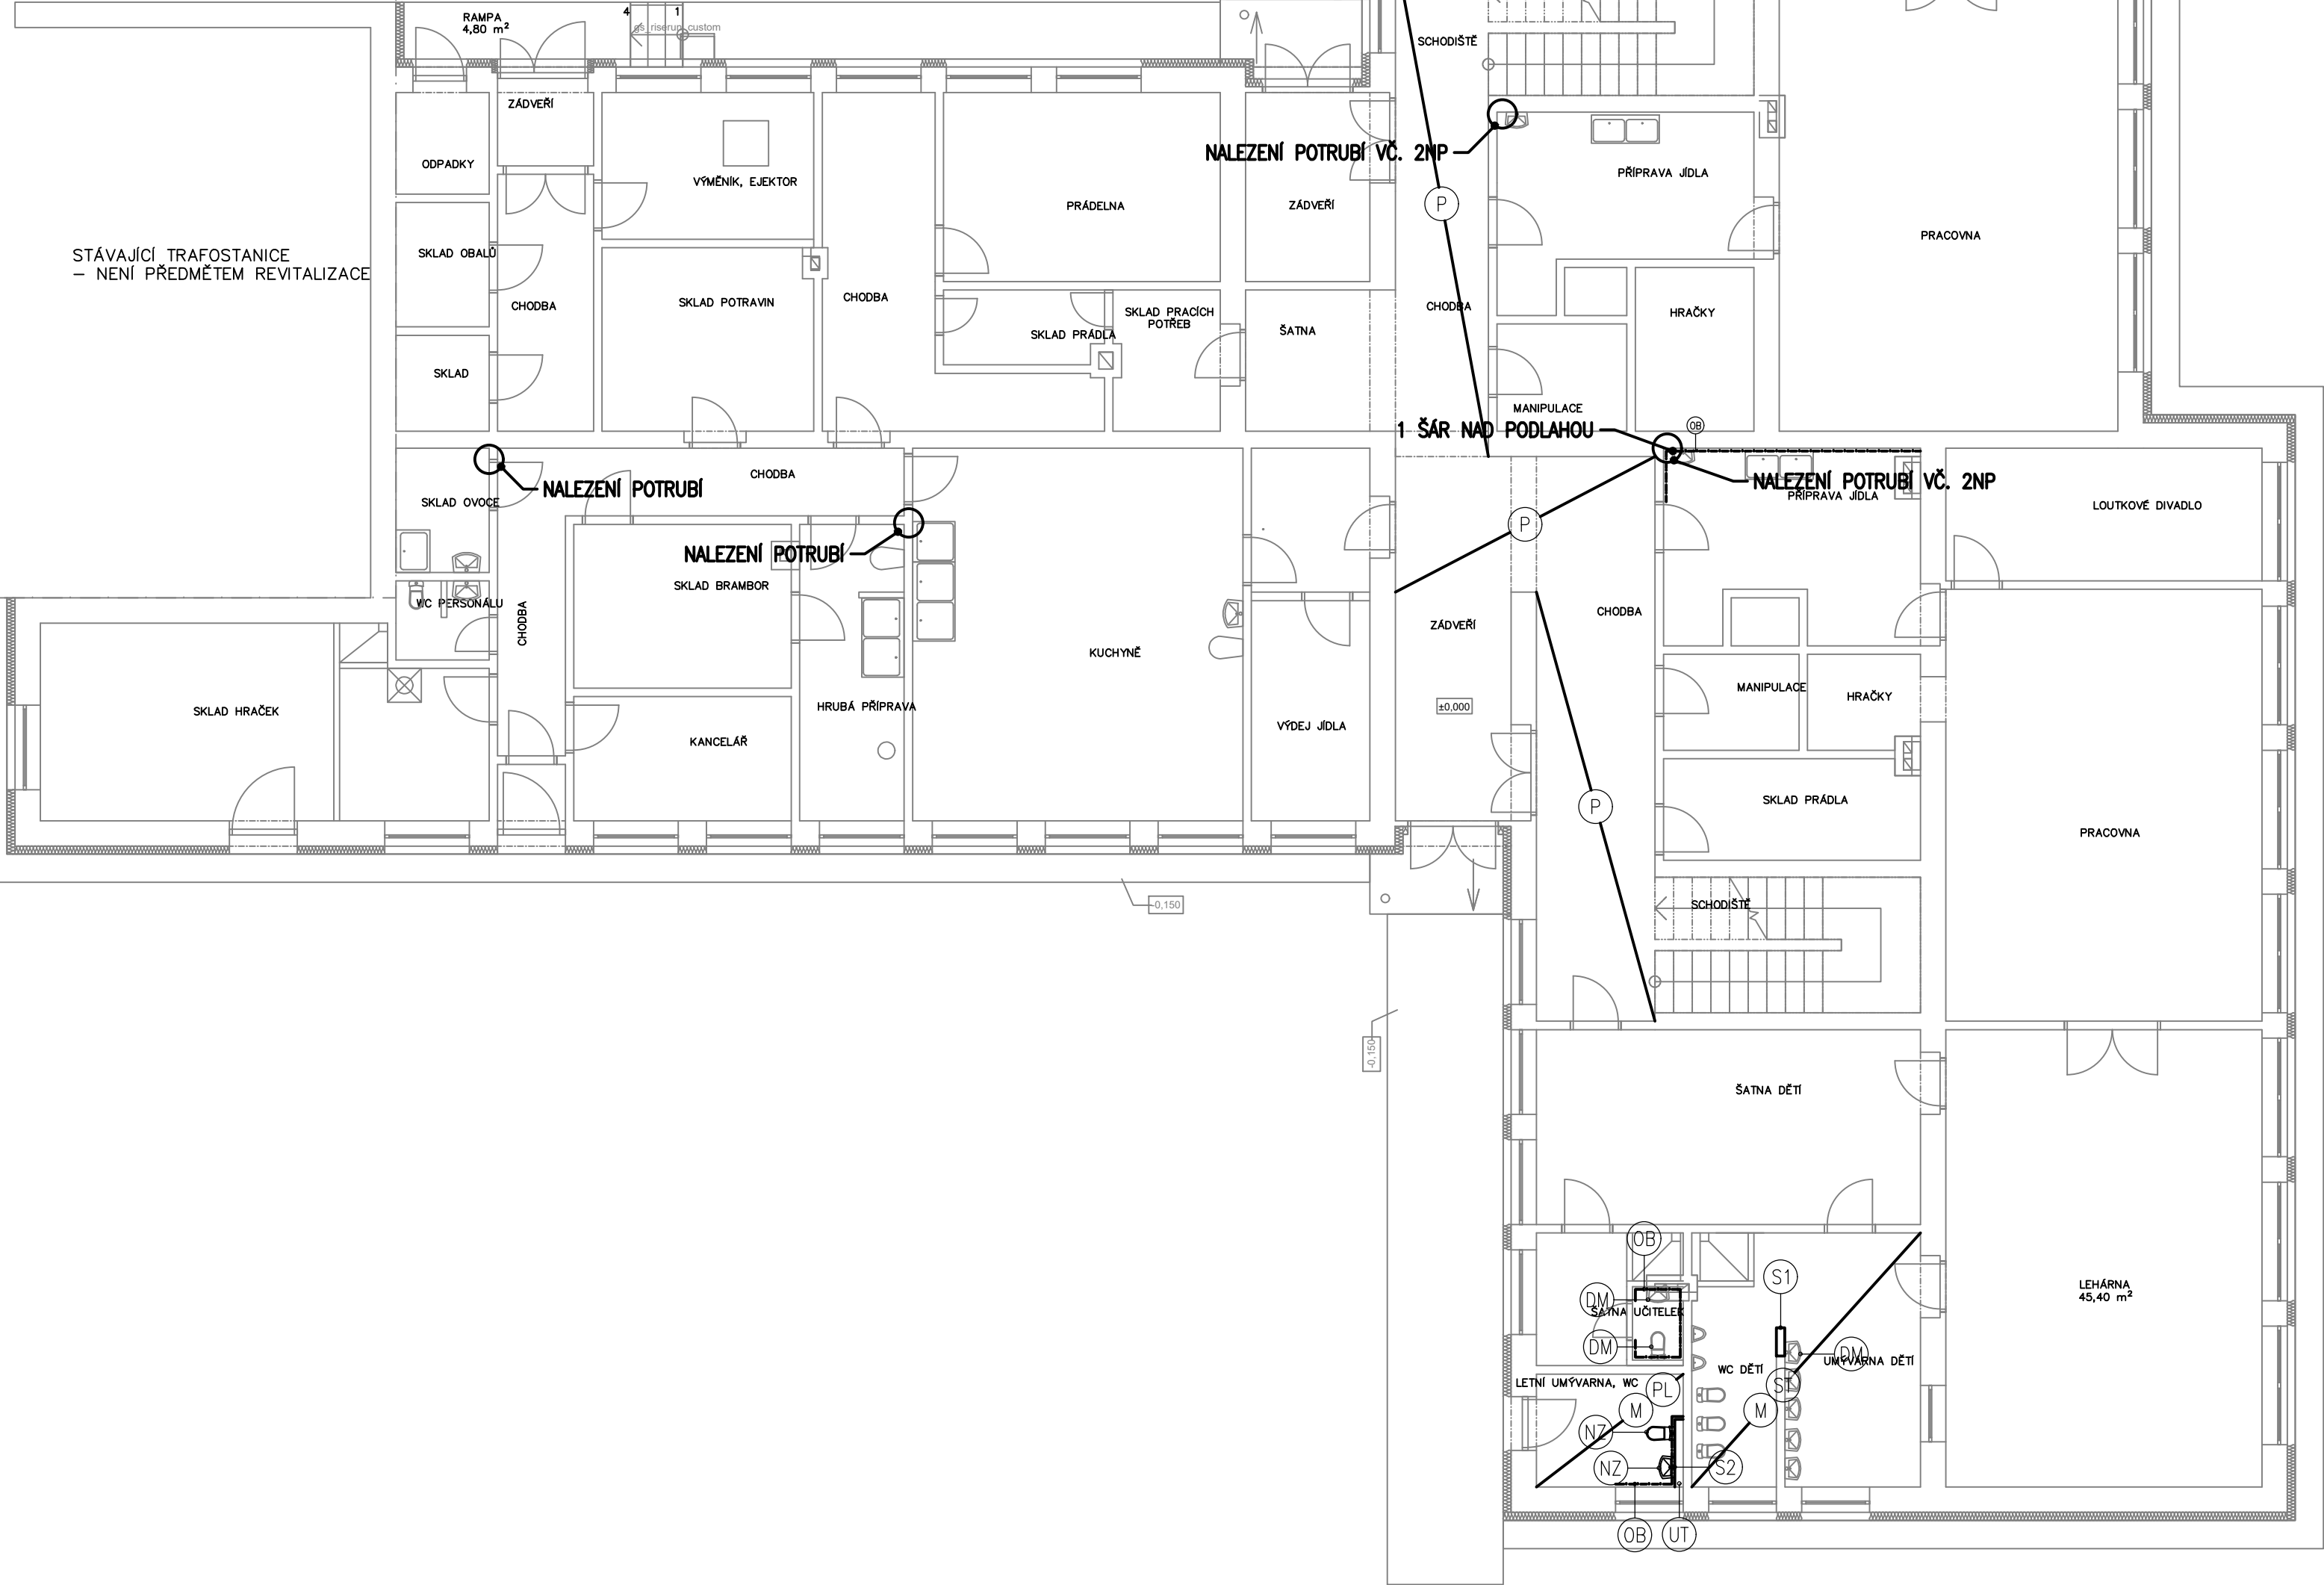 RAMPA
4,80 m²
4
1
gs_riserup_custom
SCHODIŠTĚ
ZÁDVEŘÍ
ODPADKY
VÝMĚNÍK, EJEKTOR
NALEZENÍ POTRUBÍ VČ. 2NP
PŘÍPRAVA JÍDLA
PRÁDELNA
ZÁDVEŘÍ
P
PRACOVNA
STÁVAJÍCÍ TRAFOSTANICE
– NENÍ PŘEDMĚTEM REVITALIZACE
SKLAD OBALŮ
CHODBA
SKLAD POTRAVIN
CHODBA
SKLAD PRACÍCH
POTŘEB
SKLAD PRÁDLA
ŠATNA
CHODBA
HRAČKY
SKLAD
MANIPULACE
1 ŠÁR NAD PODLAHOU
OB
CHODBA
NALEZENÍ POTRUBÍ
SKLAD OVOCE
NALEZENÍ POTRUBÍ VČ. 2NP
PŘÍPRAVA JÍDLA
LOUTKOVÉ DIVADLO
P
NALEZENÍ POTRUBÍ
SKLAD BRAMBOR
WC PERSONÁLU
CHODBA
CHODBA
ZÁDVEŘÍ
KUCHYNĚ
MANIPULACE
HRAČKY
SKLAD HRAČEK
HRUBÁ PŘÍPRAVA
±0,000
VÝDEJ JÍDLA
KANCELÁŘ
P
SKLAD PRÁDLA
PRACOVNA
-0,150
SCHODIŠTĚ
-0,150
ŠATNA DĚTÍ
OB
S1
LEHÁRNA
45,40 m²
DM
ŠATNA UČITELEK
DM
DM
UMÝVÁRNA DĚTÍ
WC DĚTÍ
LETNÍ UMÝVARNA, WC
PL
ST
M
M
NZ
NZ
S2
OB
UT